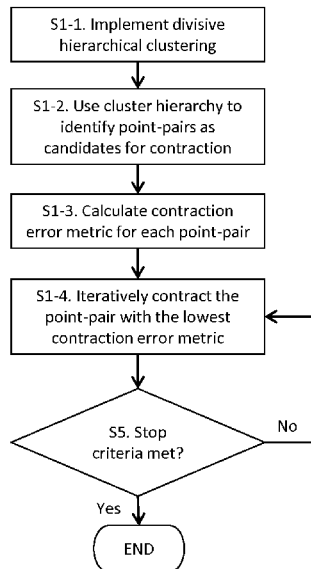 S1-1. Implement divisive
hierarchical clustering
S1-2. Use cluster hierarchy to
identify point-pairs as
candidates for contraction
S1-3. Calculate contraction
error metric for each point-pair
S1-4. Iteratively contract the
point-pair with the lowest
contraction error metric
S5. Stop
criteria met?
No
Yes
END